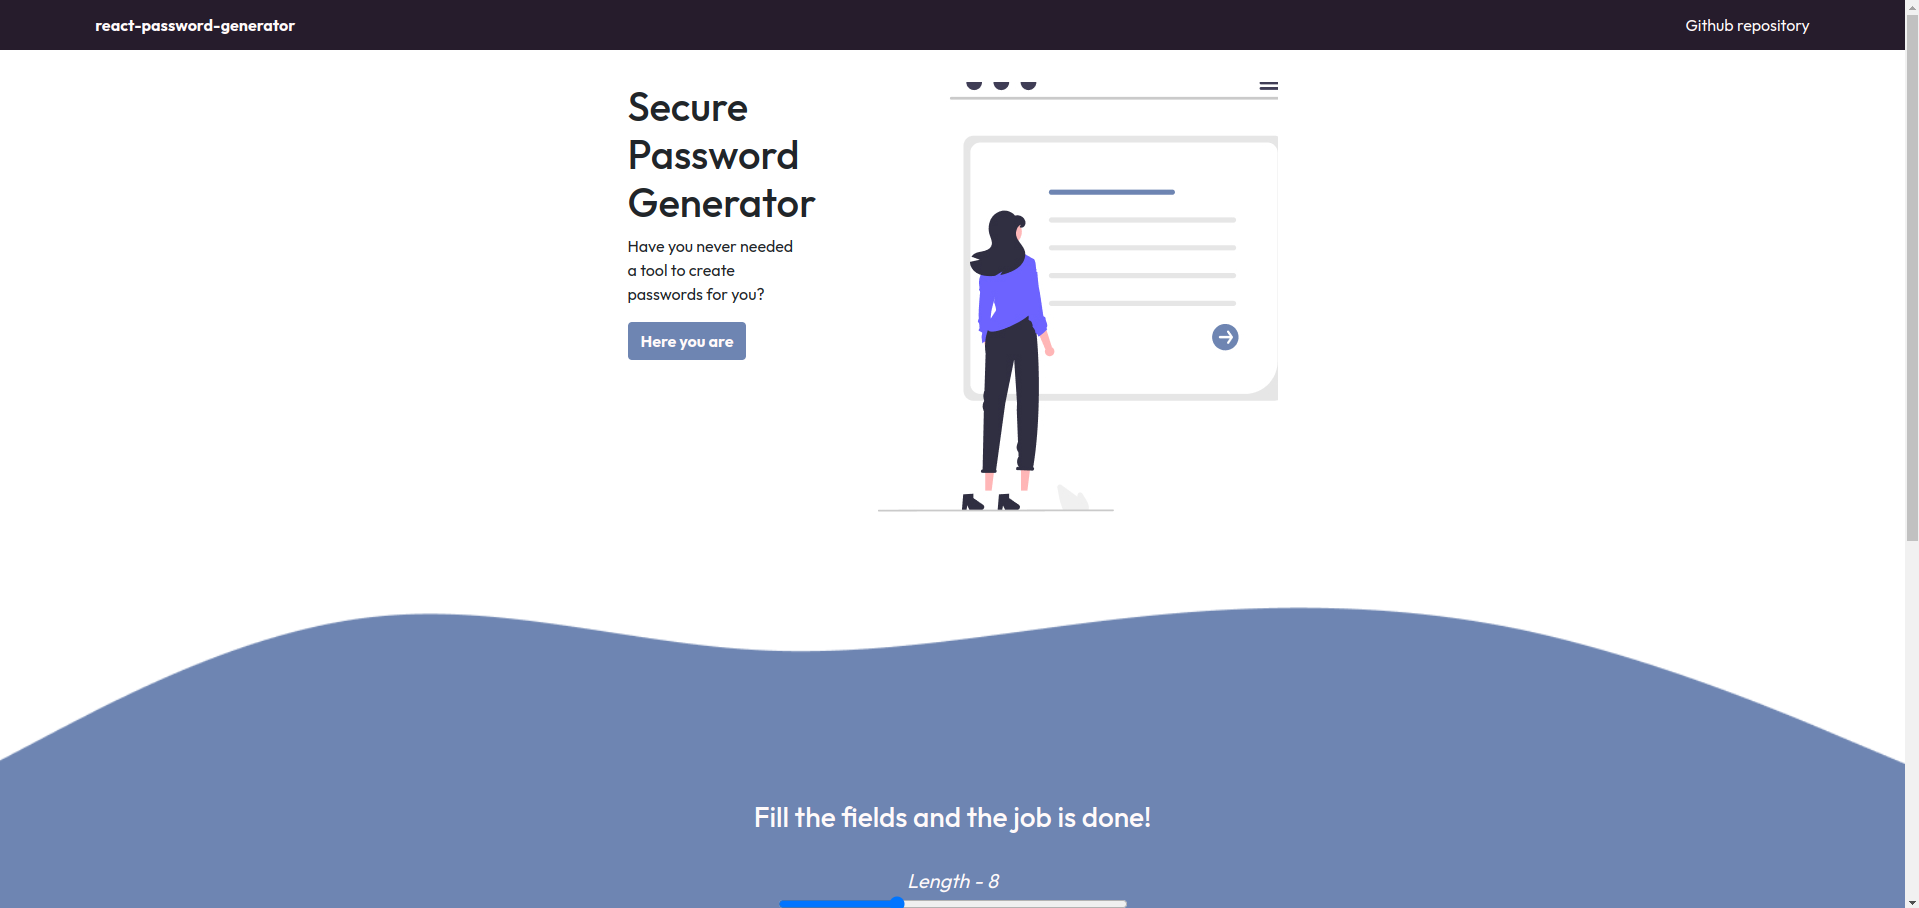 react-password-generator
Github repository
Secure
Password
Generator
Have you never needed
a tool to create
passwords for you?
Here you are
Fill the fields and the job is done!
Length - 8